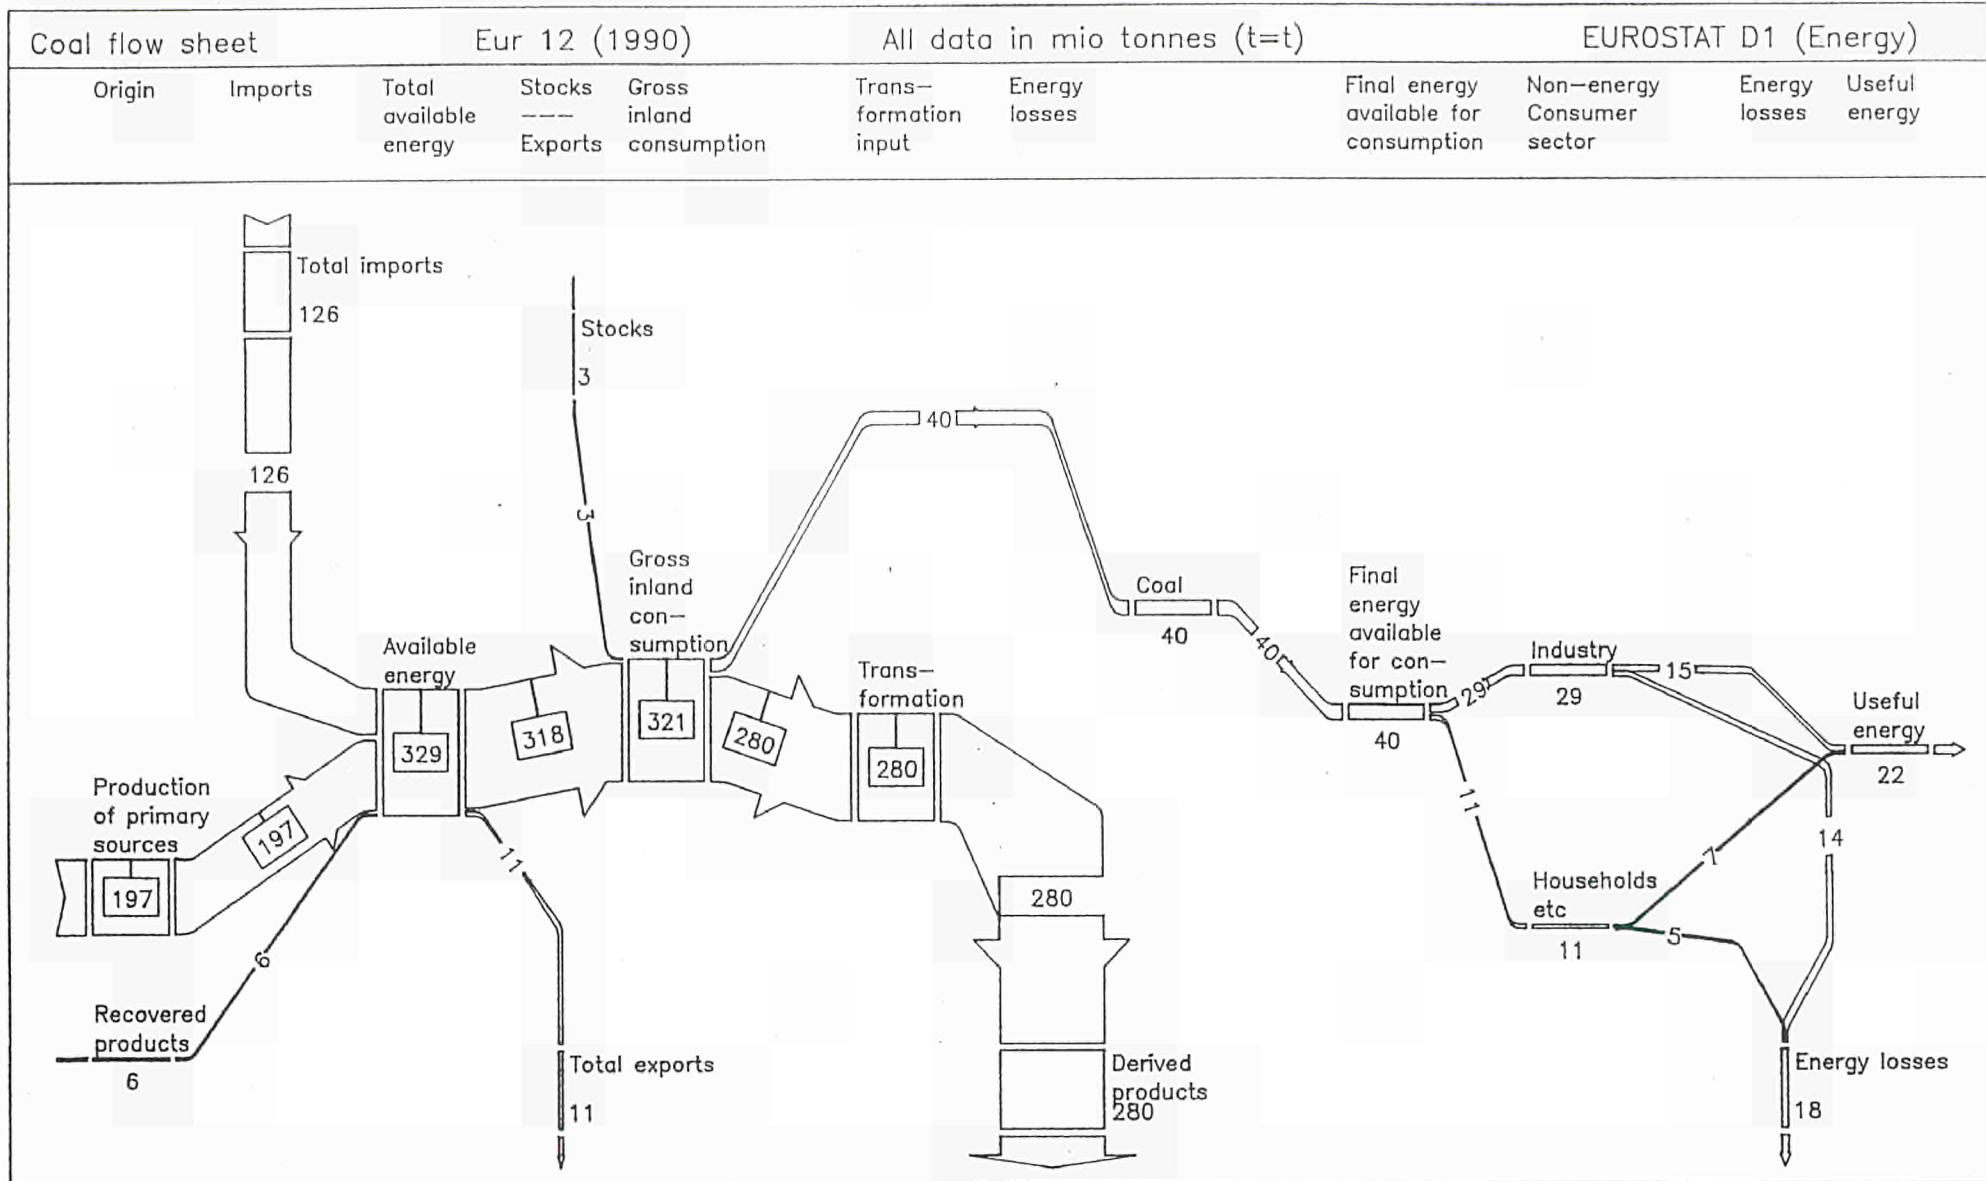 Coal flow sheet Eur 12 (1990) All data in mio tonnes (t=t) EUROSTAT D1 (Energy)
Origin
Imports
Total
available
energy
Stocks
---
Exports
Gross
inland
consumption
Trans-
formation
input
Energy
losses
Final energy
available for
consumption
Non-energy
Consumer
sector
Energy
losses
Useful
energy
Total imports
126
126
Stocks
3
3
Production
of primary
sources
197
197
Recovered
products
6
6
Available
energy
329
318
11
Total exports
11
Gross
inland
con-
sumption
321
280
40
Trans-
formation
280
280
Derived
products
280
Coal
40
40
Final
energy
available
for con-
sumption
40
29
11
Industry
29
15
14
Households
etc
11
7
5
Useful
energy
22
Energy losses
18